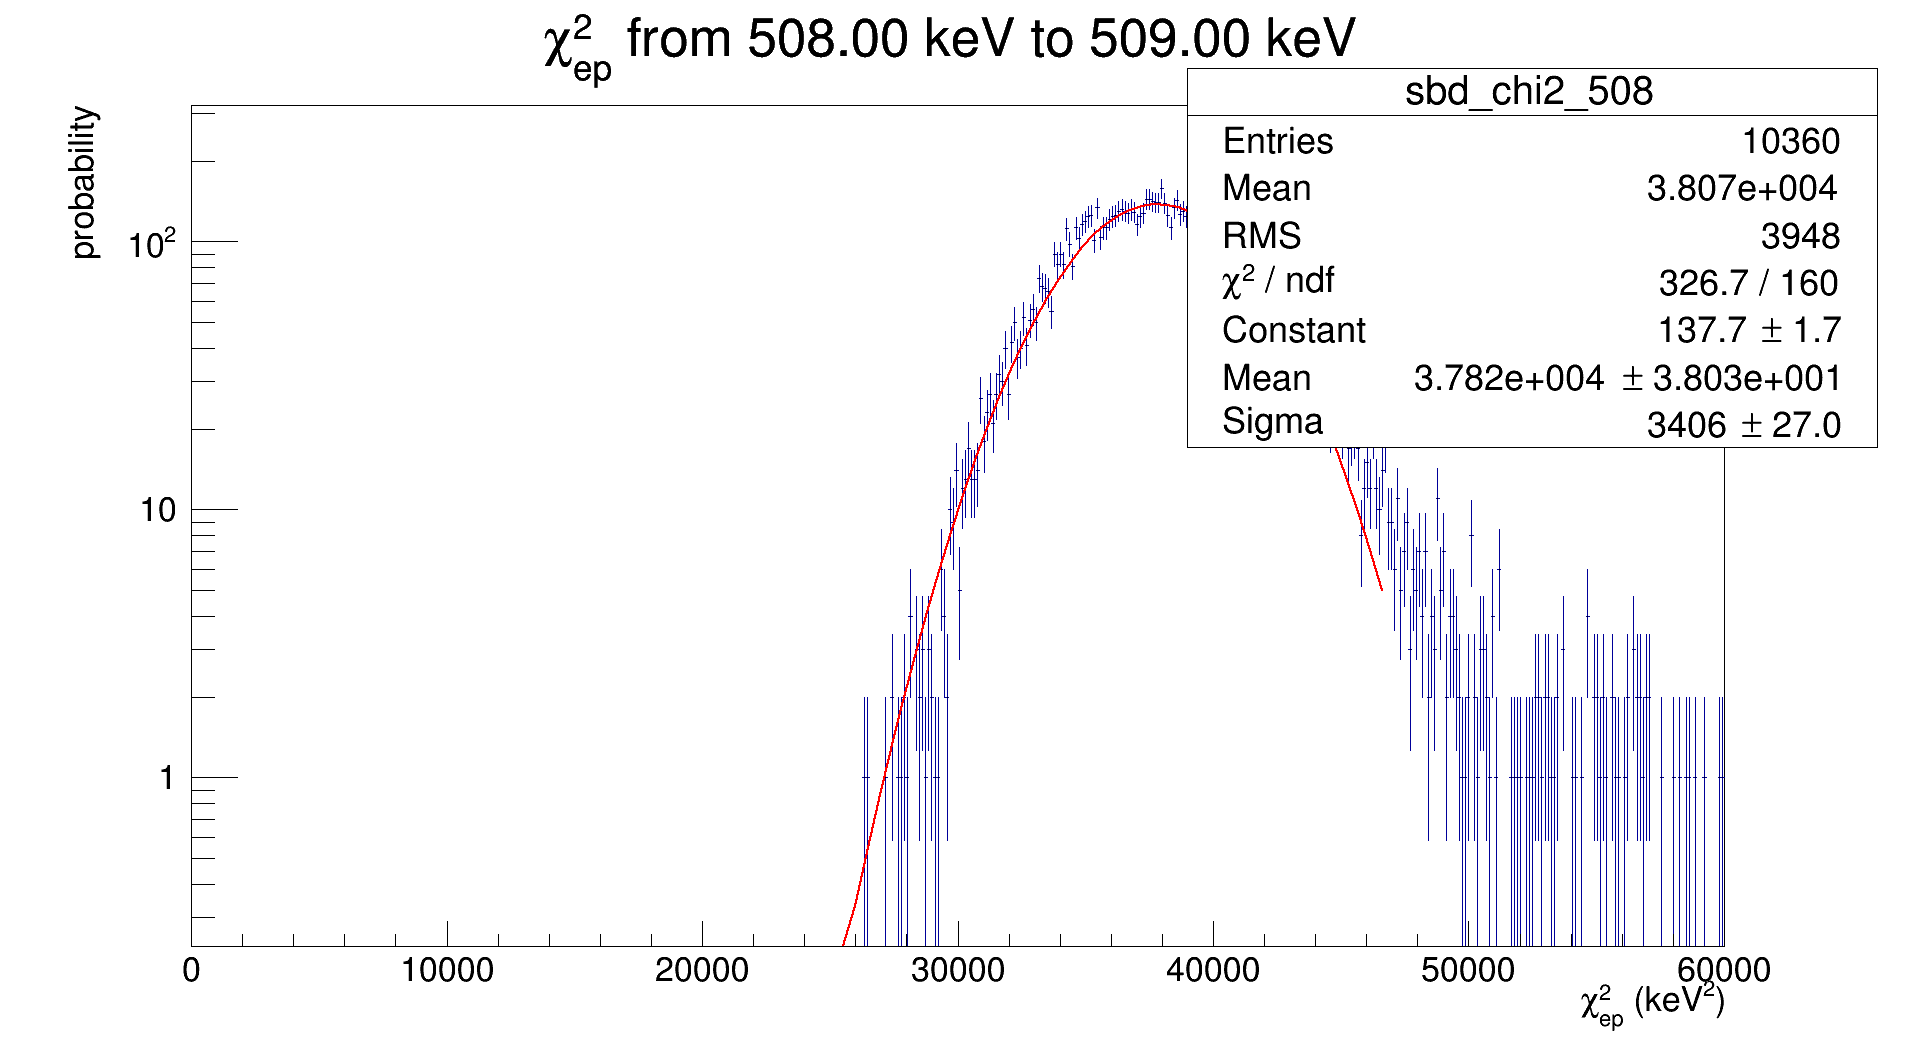 χ²ep from 508.00 keV to 509.00 keV
sbd_chi2_508
Entries 10360
Mean 3.807e+004
RMS 3948
χ² / ndf 326.7 / 160
Constant 137.7 ± 1.7
Mean 3.782e+004 ± 3.803e+001
Sigma 3406 ± 27.0
probability
10²
10
1
0 10000 20000 30000 40000 50000 60000
χ²ep (keV²)